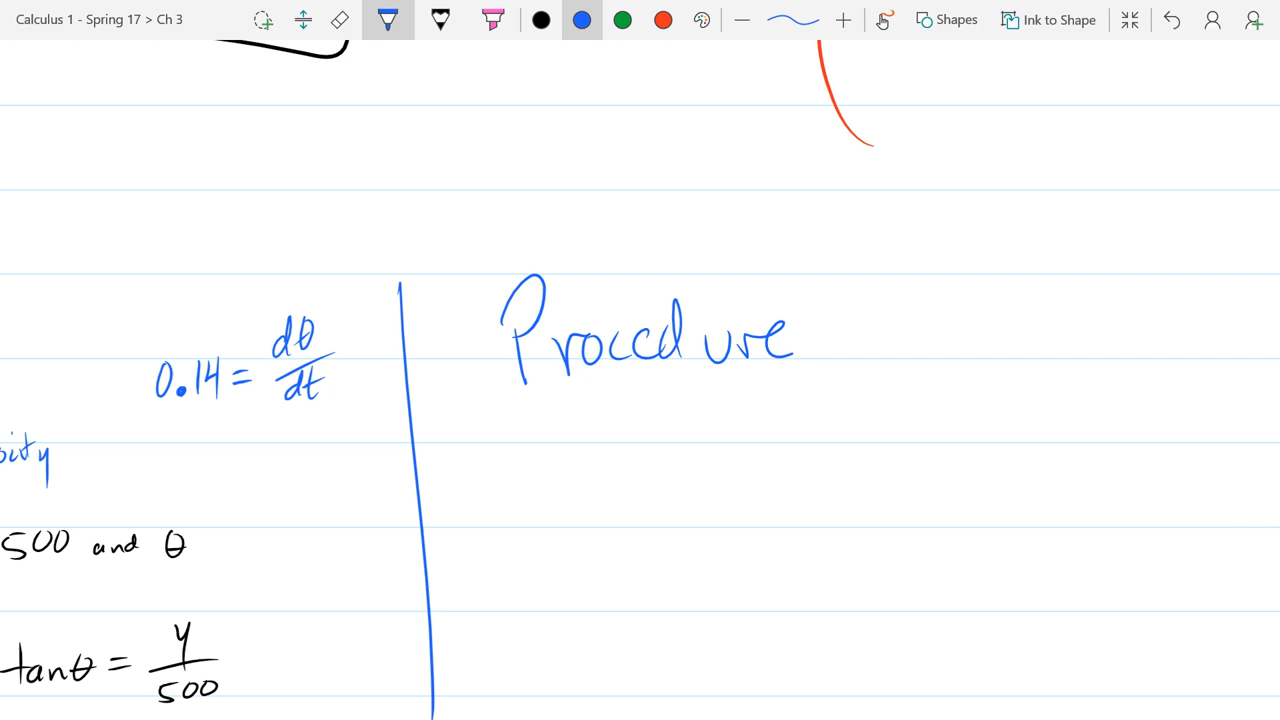 Calculus 1 - Spring 17 > Ch 3
Shapes
Ink to Shape
0.14 = dθ/dt
ocity
500 and θ
tanθ = y/500
Procedure